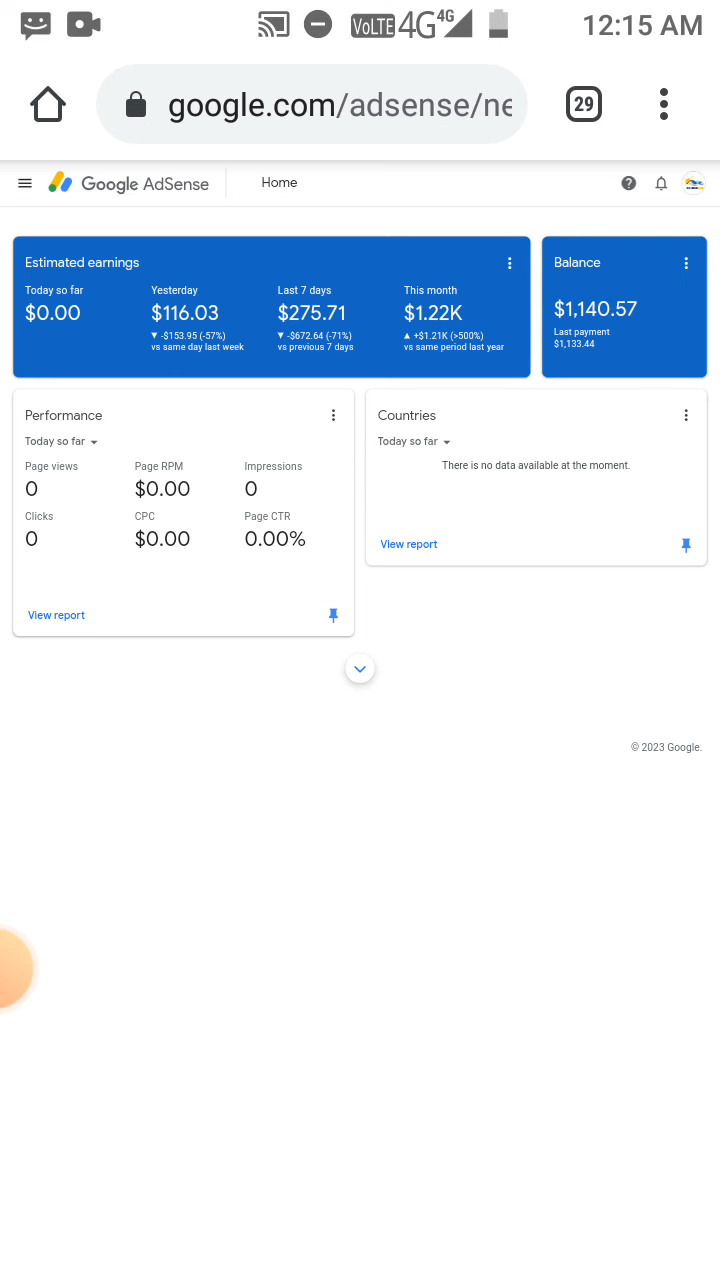 VoLTE 4G 4G 12:15 AM
google.com/adsense/ne 29
Google AdSense Home
Estimated earnings
Today so far Yesterday Last 7 days This month
$0.00 $116.03 $275.71 $1.22K
▼ -$153.95 (-57%) ▼ -$672.64 (-71%) ▲ +$1.21K (>500%)
vs same day last week vs previous 7 days vs same period last year
Balance
$1,140.57
Last payment
$1,133.44
Performance
Today so far
Page views Page RPM Impressions
0 $0.00 0
Clicks CPC Page CTR
0 $0.00 0.00%
View report
Countries
Today so far
There is no data available at the moment.
View report
© 2023 Google.